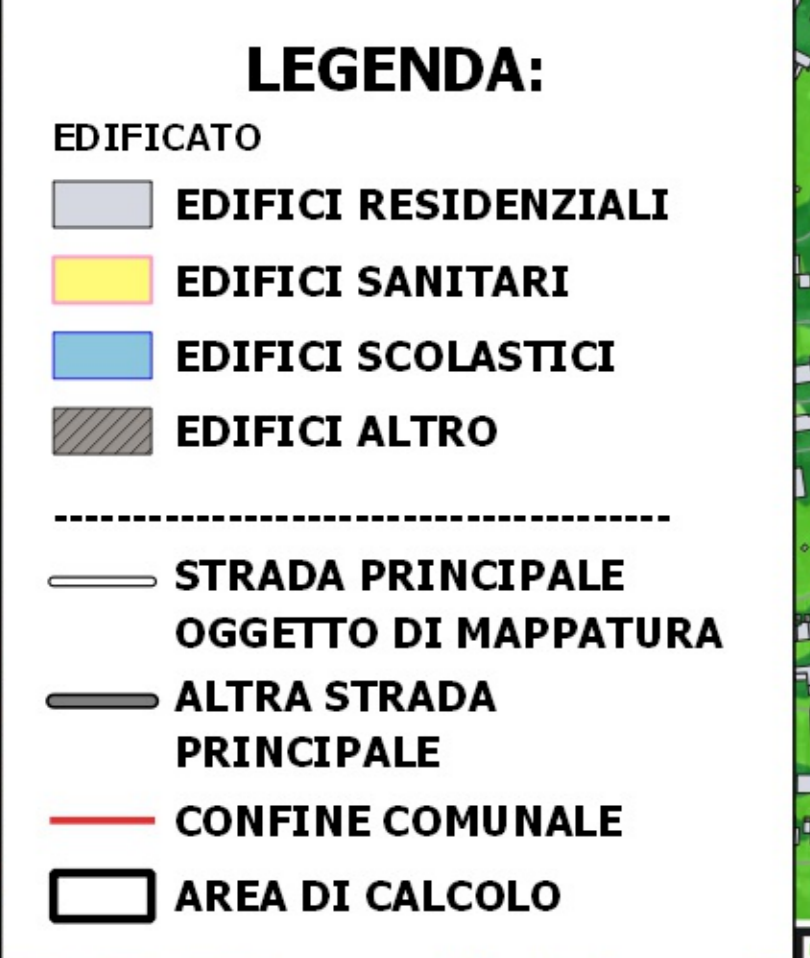 LEGENDA:
EDIFICATO
EDIFICI RESIDENZIALI
EDIFICI SANITARI
EDIFICI SCOLASTICI
EDIFICI ALTRO
---------------------------------------
STRADA PRINCIPALE
OGGETTO DI MAPPATURA
ALTRA STRADA
PRINCIPALE
CONFINE COMUNALE
AREA DI CALCOLO